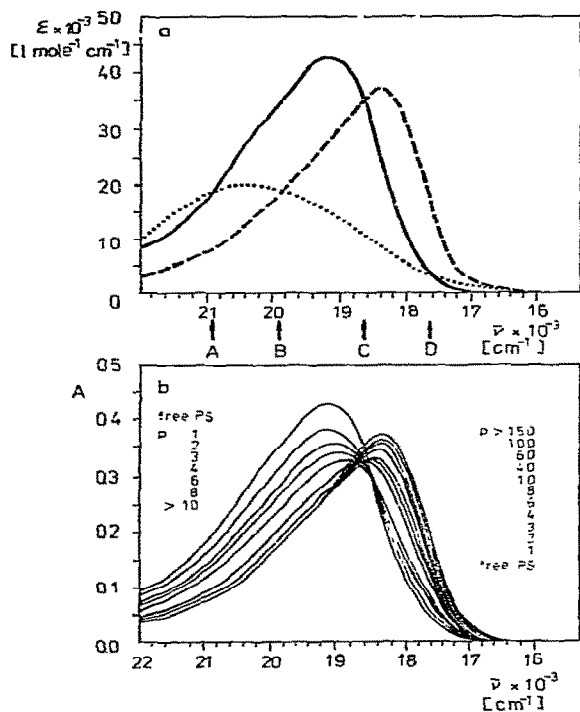 ε × 10⁻³
[l mole⁻¹ cm⁻¹]
a
50
40
30
20
10
0
21 20 19 18 17 16
ν̃ × 10⁻³
[cm⁻¹]
A B C D
A
b
0.5
0.4
0.3
0.2
0.1
0.0
free PS
P 1
2
3
4
6
8
> 10
P > 150
100
60
40
10
8
6
4
3
2
1
free PS
22 21 20 19 18 17 16
ν̃ × 10⁻³
[cm⁻¹]